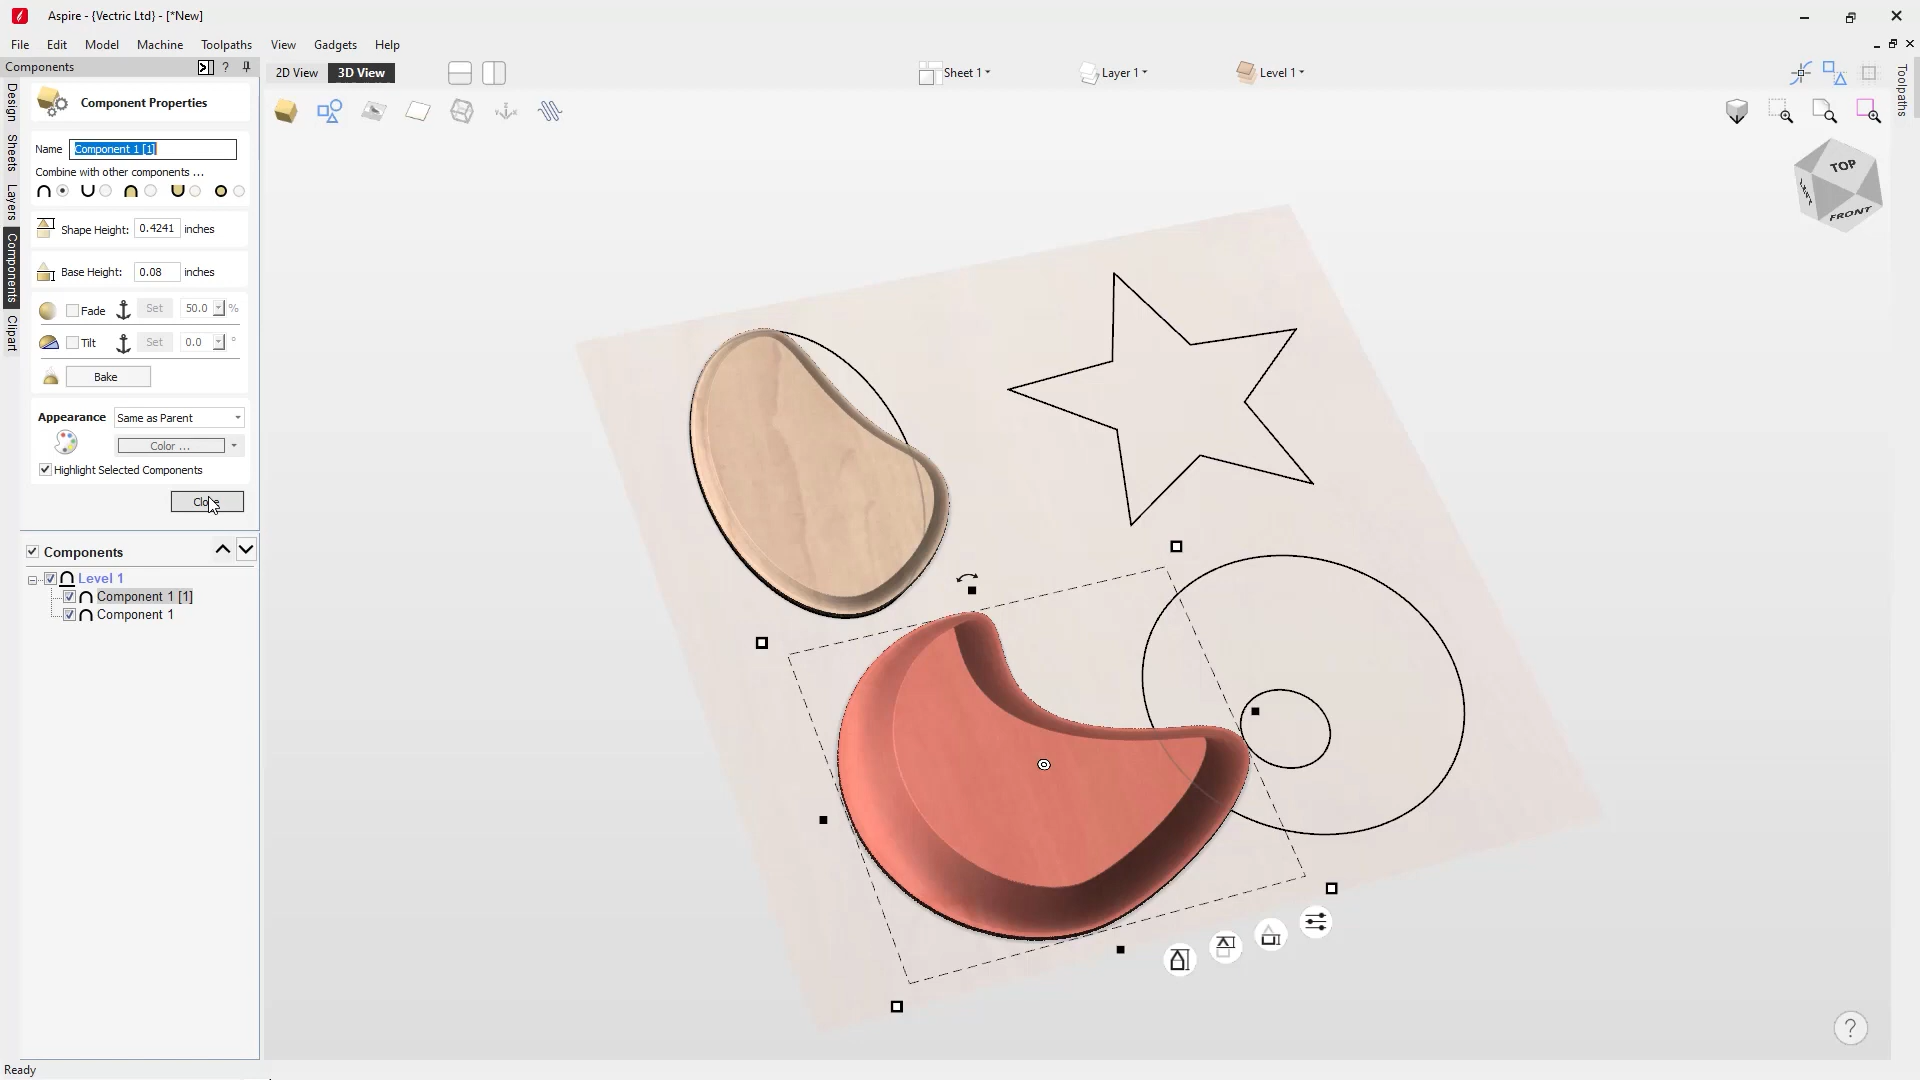 Aspire - {Vectric Ltd} - [*New]
File Edit Model Machine Toolpaths View Gadgets Help
Components ?
2D View 3D View Sheet 1 Layer 1 Level 1
Design
Sheets
Layers
Components
Clipart
Component Properties
Name Component 1 [1]
Combine with other components ...
Shape Height: 0.4241 inches
Base Height: 0.08 inches
Fade Set 50.0 %
Tilt Set 0.0 °
Bake
Appearance Same as Parent
Color ...
Highlight Selected Components
Close
Components
Level 1
Component 1 [1]
Component 1
Toolpaths
TOP
LEFT
FRONT
?
Ready